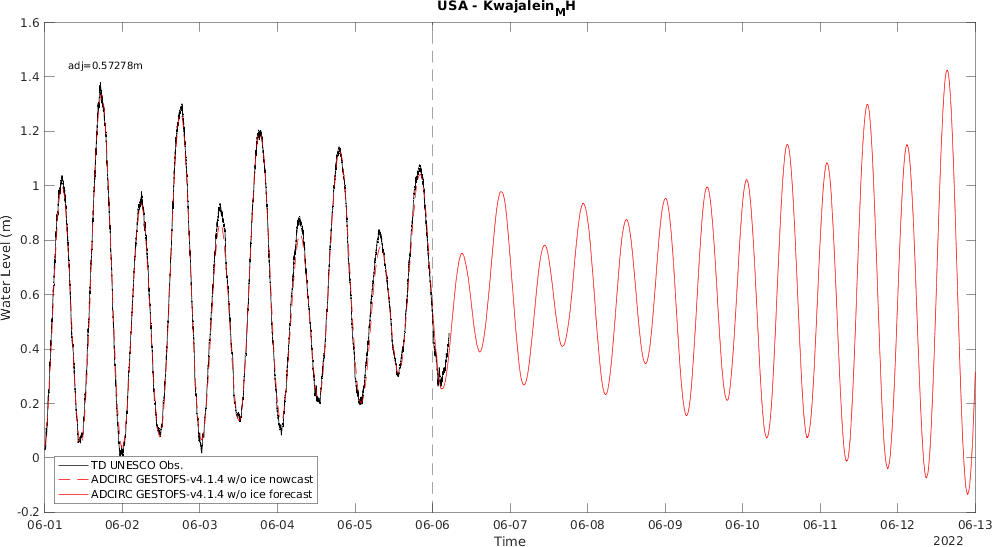 USA - Kwajalein_MH
1.6
1.4
1.2
1
0.8
0.6
0.4
0.2
0
-0.2
Water Level (m)
adj=0.57278m
TD UNESCO Obs.
ADCIRC GESTOFS-v4.1.4 w/o ice nowcast
ADCIRC GESTOFS-v4.1.4 w/o ice forecast
06-01 06-02 06-03 06-04 06-05 06-06 06-07 06-08 06-09 06-10 06-11 06-12 06-13
Time
2022